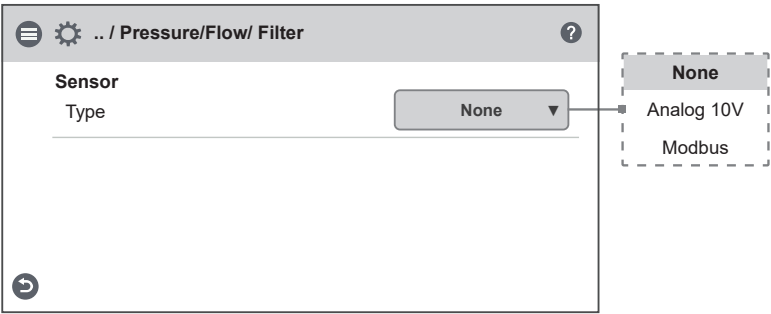 .. / Pressure/Flow/ Filter
?
Sensor
Type
None ▼
None
Analog 10V
Modbus